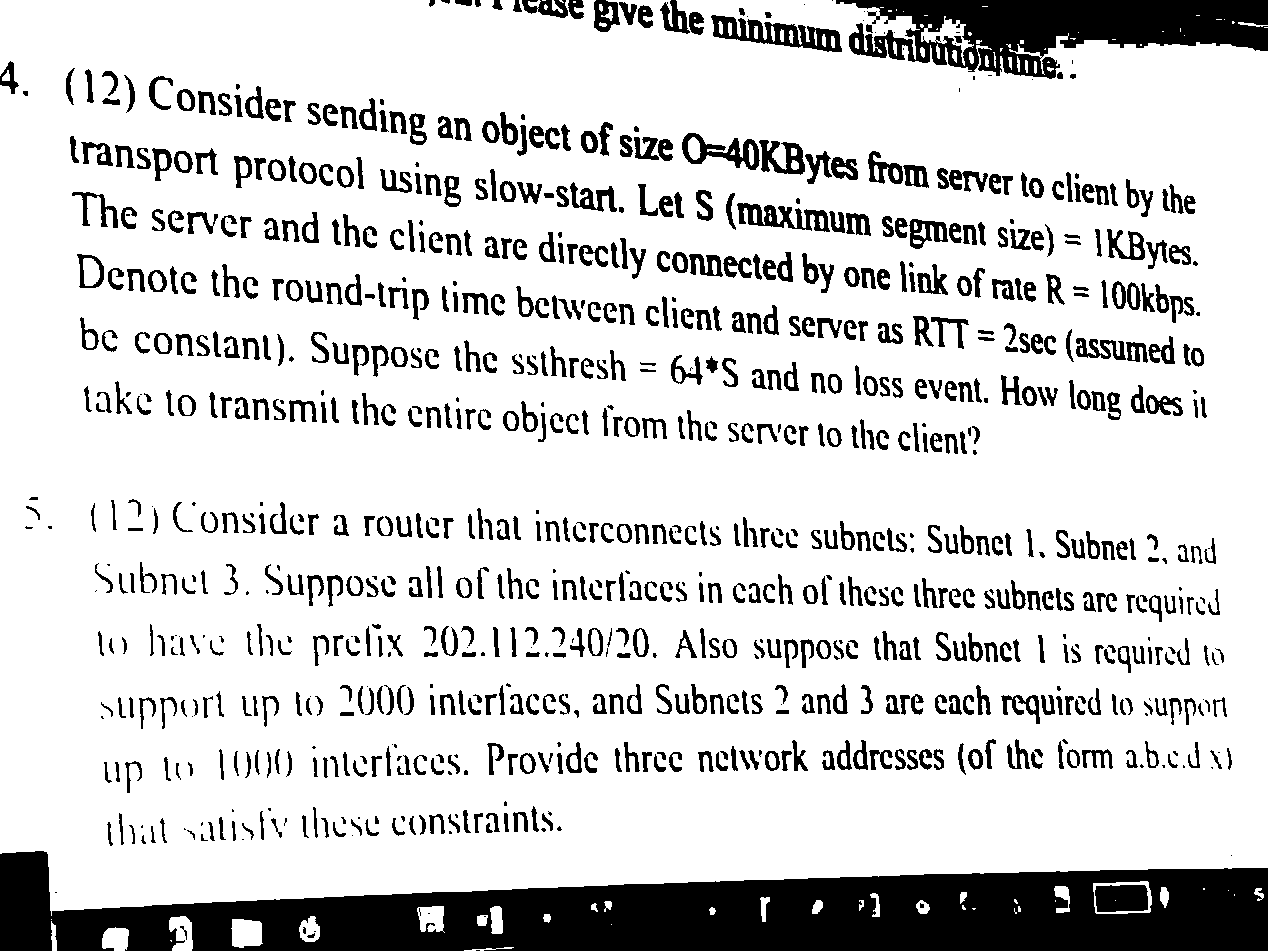 Please give the minimum distribution time.
4. (12) Consider sending an object of size O=40KBytes from server to client by the
transport protocol using slow-start. Let S (maximum segment size) = 1KBytes.
The server and the client are directly connected by one link of rate R = 100kbps.
Denote the round-trip time between client and server as RTT = 2sec (assumed to
be constant). Suppose the ssthresh = 64*S and no loss event. How long does it
take to transmit the entire object from the server to the client?
5. (12) Consider a router that interconnects three subnets: Subnet 1, Subnet 2, and
Subnet 3. Suppose all of the interfaces in each of these three subnets are required
to have the prefix 202.112.240/20. Also suppose that Subnet 1 is required to
support up to 2000 interfaces, and Subnets 2 and 3 are each required to support
up to 1000 interfaces. Provide three network addresses (of the form a.b.c.d x)
that satisfy these constraints.